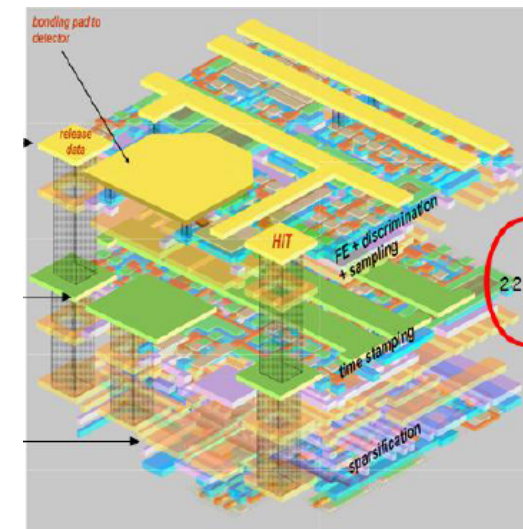 bonding pad to
detector
release
data
HIT
FE + discrimination
+ sampling
time stamping
sparsification
2.2